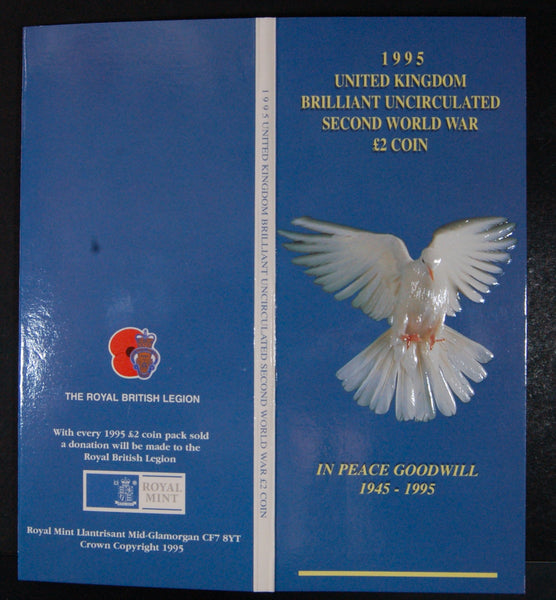 1995
UNITED KINGDOM
BRILLIANT UNCIRCULATED
SECOND WORLD WAR
£2 COIN
IN PEACE GOODWILL
1945 - 1995
1995 UNITED KINGDOM BRILLIANT UNCIRCULATED SECOND WORLD WAR £2 COIN
THE ROYAL BRITISH LEGION
With every 1995 £2 coin pack sold
a donation will be made to the
Royal British Legion
ROYAL
MINT
Royal Mint Llantrisant Mid-Glamorgan CF7 8YT
Crown Copyright 1995